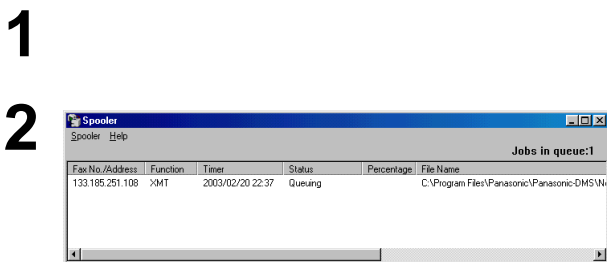 1
2
Spooler
Spooler Help
Jobs in queue:1
Fax No./Address Function Timer Status Percentage File Name
133.185.251.108 XMT 2003/02/20 22:37 Queuing C:\Program Files\Panasonic\Panasonic-DMS\